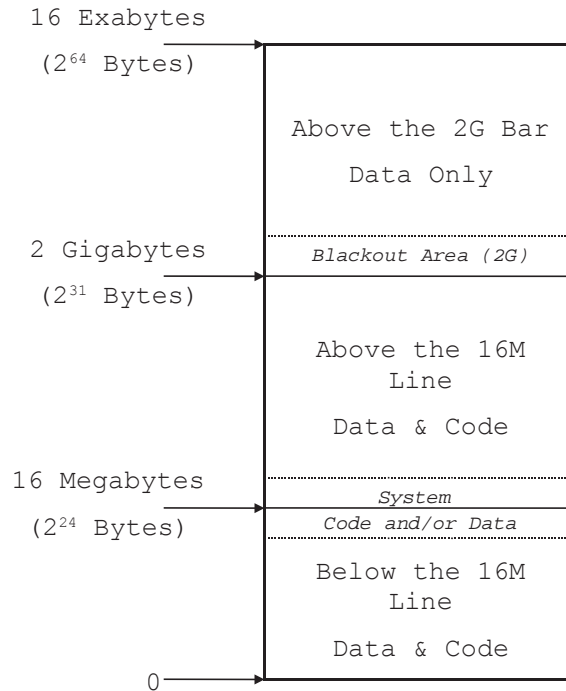 16 Exabytes
(2⁶⁴ Bytes)
Above the 2G Bar
Data Only
2 Gigabytes
(2³¹ Bytes)
Blackout Area (2G)
Above the 16M
Line
Data & Code
16 Megabytes
(2²⁴ Bytes)
System
Code and/or Data
Below the 16M
Line
Data & Code
0